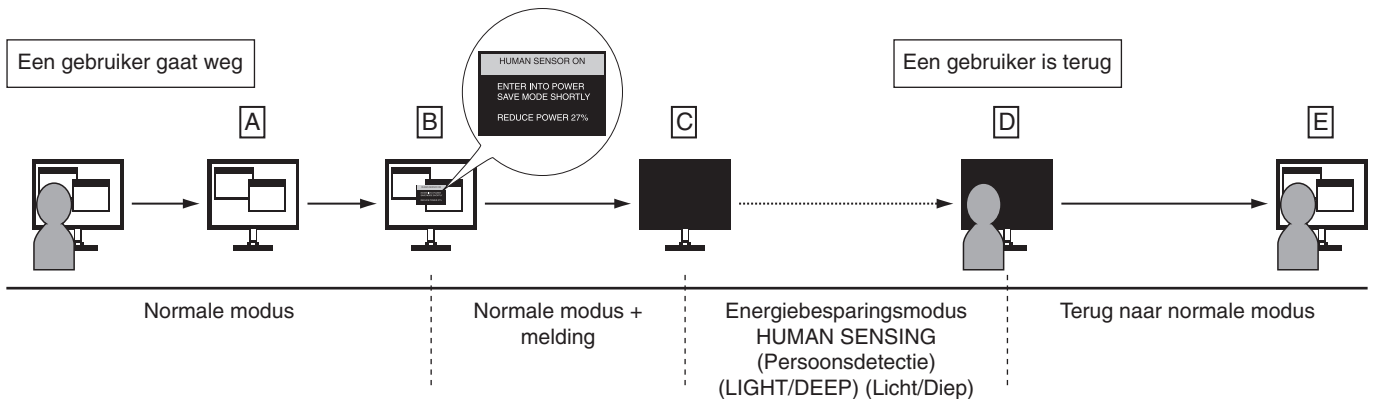 Een gebruiker gaat weg
HUMAN SENSOR ON
ENTER INTO POWER
SAVE MODE SHORTLY
REDUCE POWER 27%
Een gebruiker is terug
A
B
C
D
E
Normale modus
Normale modus +
melding
Energiebesparingsmodus
HUMAN SENSING
(Persoonsdetectie)
(LIGHT/DEEP) (Licht/Diep)
Terug naar normale modus